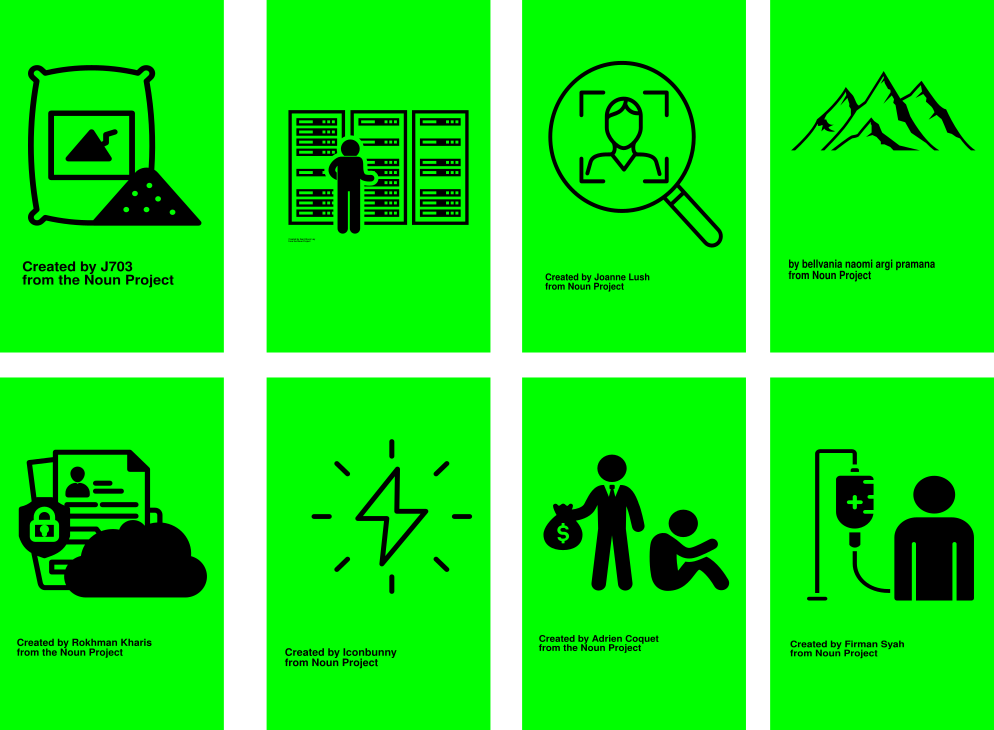 Created by J703
from the Noun Project
Created by Joanne Lush
from Noun Project
by bellvania naomi argi pramana
from Noun Project
$
Created by Rokhman Kharis
from the Noun Project
Created by Iconbunny
from Noun Project
Created by Adrien Coquet
from the Noun Project
Created by Firman Syah
from Noun Project